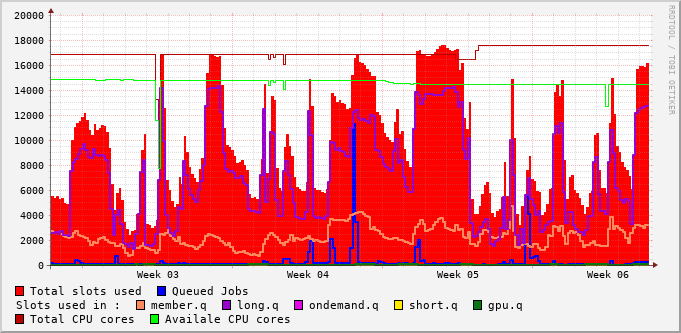 20000
18000
16000
14000
12000
10000
8000
6000
4000
2000
0
Week 03 Week 04 Week 05 Week 06
RRDTOOL / TOBI OETIKER
Total slots used Queued Jobs
Slots used in : member.q long.q ondemand.q short.q gpu.q
Total CPU cores Availale CPU cores